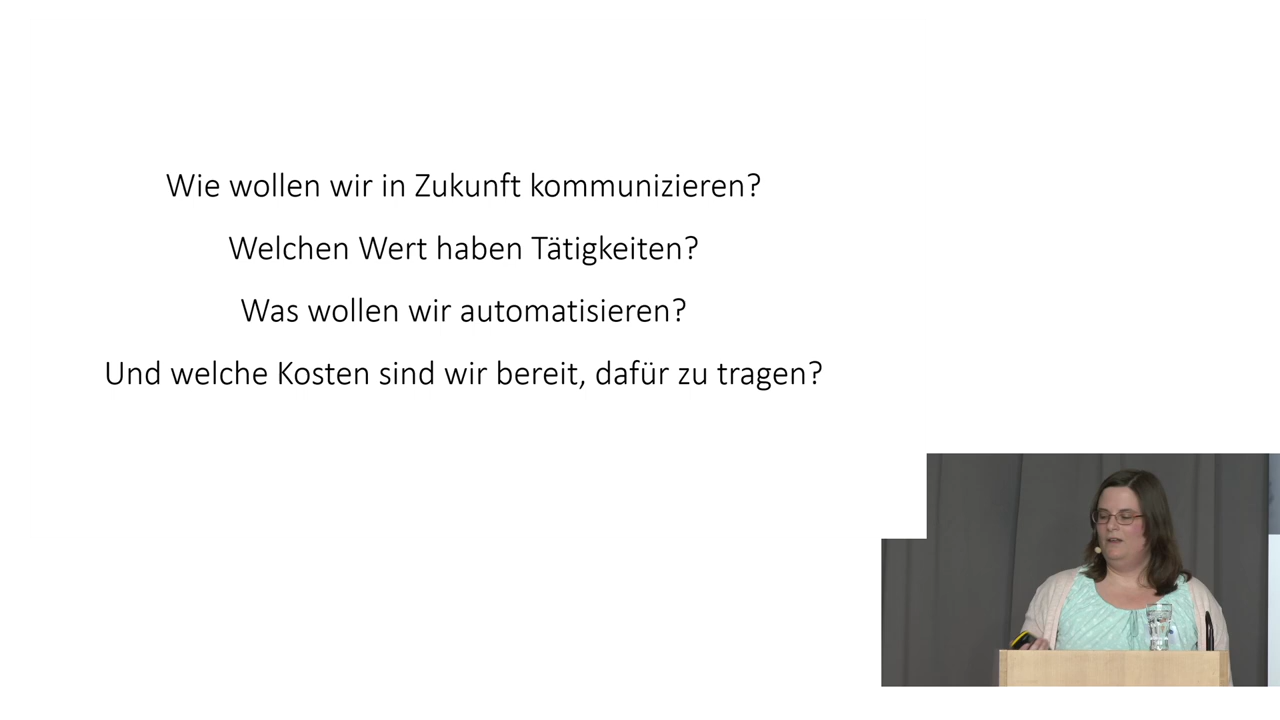 Wie wollen wir in Zukunft kommunizieren?
Welchen Wert haben Tätigkeiten?
Was wollen wir automatisieren?
Und welche Kosten sind wir bereit, dafür zu tragen?